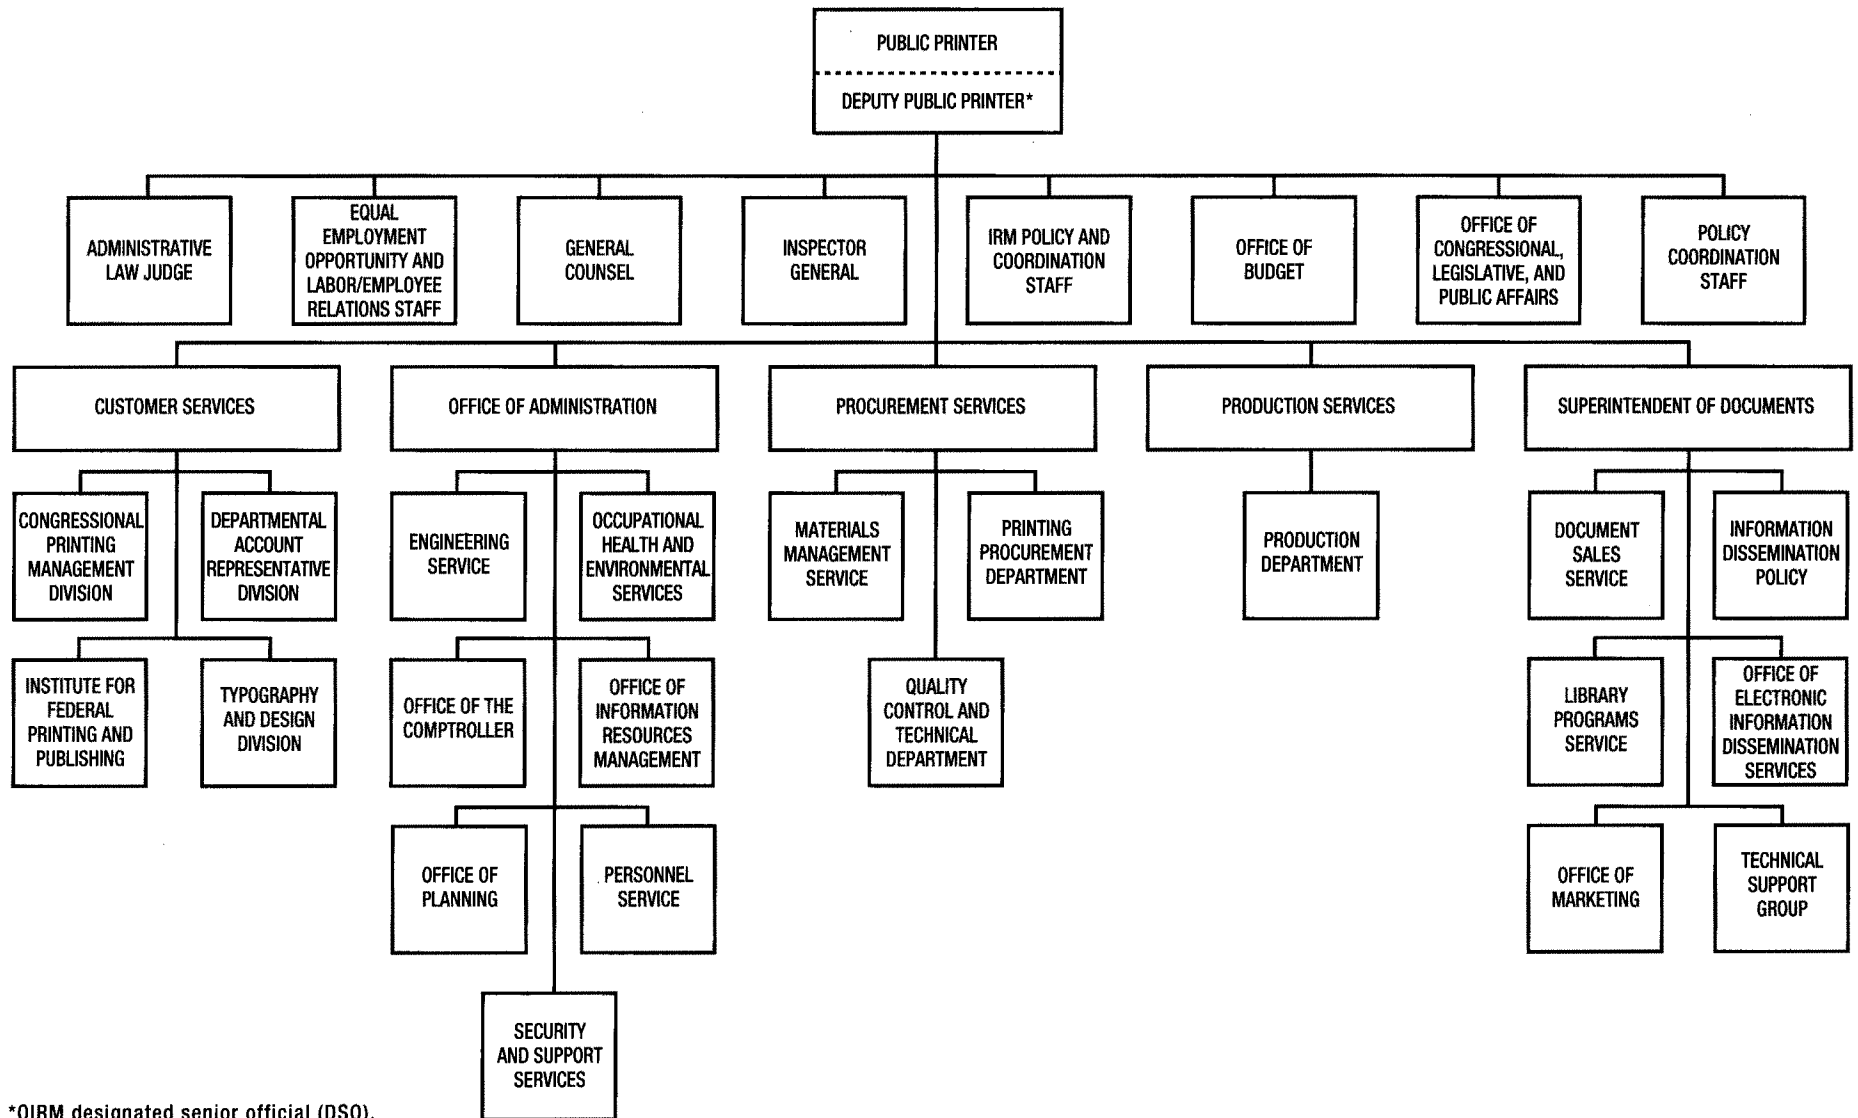 PUBLIC PRINTER
DEPUTY PUBLIC PRINTER*
ADMINISTRATIVE
LAW JUDGE
EQUAL
EMPLOYMENT
OPPORTUNITY AND
LABOR/EMPLOYEE
RELATIONS STAFF
GENERAL
COUNSEL
INSPECTOR
GENERAL
IRM POLICY AND
COORDINATION
STAFF
OFFICE OF
BUDGET
OFFICE OF
CONGRESSIONAL,
LEGISLATIVE, AND
PUBLIC AFFAIRS
POLICY
COORDINATION
STAFF
CUSTOMER SERVICES
OFFICE OF ADMINISTRATION
PROCUREMENT SERVICES
PRODUCTION SERVICES
SUPERINTENDENT OF DOCUMENTS
CONGRESSIONAL
PRINTING
MANAGEMENT
DIVISION
DEPARTMENTAL
ACCOUNT
REPRESENTATIVE
DIVISION
ENGINEERING
SERVICE
OCCUPATIONAL
HEALTH AND
ENVIRONMENTAL
SERVICES
MATERIALS
MANAGEMENT
SERVICE
PRINTING
PROCUREMENT
DEPARTMENT
PRODUCTION
DEPARTMENT
DOCUMENT
SALES
SERVICE
INFORMATION
DISSEMINATION
POLICY
INSTITUTE FOR
FEDERAL
PRINTING AND
PUBLISHING
TYPOGRAPHY
AND DESIGN
DIVISION
OFFICE OF THE
COMPTROLLER
OFFICE OF
INFORMATION
RESOURCES
MANAGEMENT
QUALITY
CONTROL AND
TECHNICAL
DEPARTMENT
LIBRARY
PROGRAMS
SERVICE
OFFICE OF
ELECTRONIC
INFORMATION
DISSEMINATION
SERVICES
OFFICE OF
PLANNING
PERSONNEL
SERVICE
OFFICE OF
MARKETING
TECHNICAL
SUPPORT
GROUP
SECURITY
AND SUPPORT
SERVICES
*OIRM designated senior official (DSO).